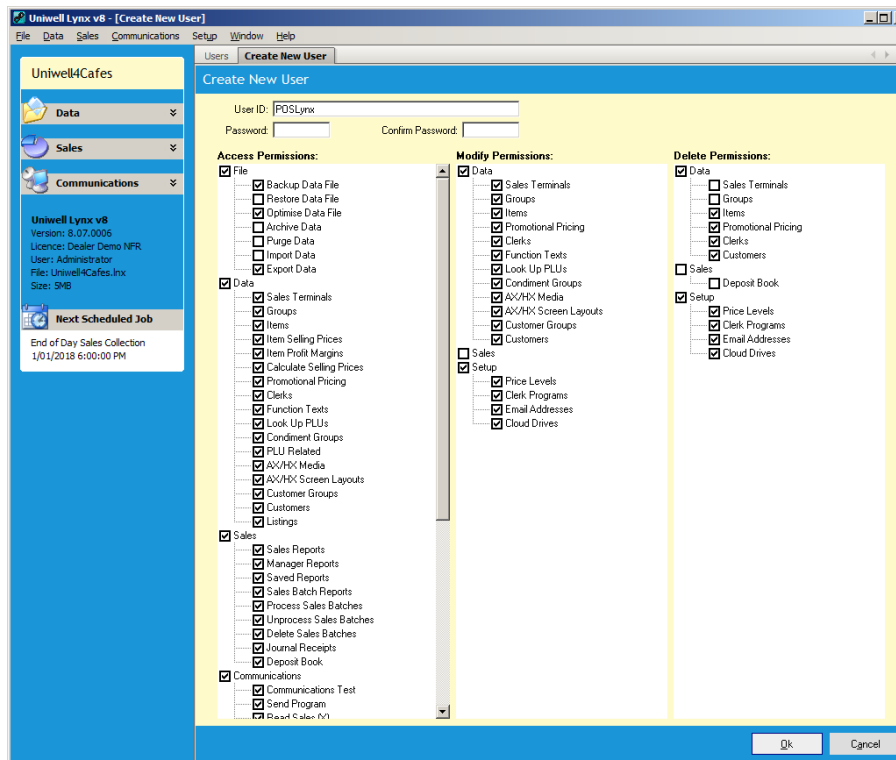 Uniwell Lynx v8 - [Create New User]
File Data Sales Communications Setup Window Help
Uniwell4Cafes
Data
Sales
Communications
Uniwell Lynx v8
Version: 8.07.0006
Licence: Dealer Demo NFR
User: Administrator
File: Uniwell4Cafes.lnx
Size: 5MB
Next Scheduled Job
End of Day Sales Collection
1/01/2018 6:00:00 PM
Users Create New User
Create New User
User ID: POSLynx
Password: Confirm Password:
Access Permissions:
File
Backup Data File
Restore Data File
Optimise Data File
Archive Data
Purge Data
Import Data
Export Data
Data
Sales Terminals
Groups
Items
Item Selling Prices
Item Profit Margins
Calculate Selling Prices
Promotional Pricing
Clerks
Function Texts
Look Up PLUs
Condiment Groups
PLU Related
AX/HX Media
AX/HX Screen Layouts
Customer Groups
Customers
Listings
Sales
Sales Reports
Manager Reports
Saved Reports
Sales Batch Reports
Process Sales Batches
Unprocess Sales Batches
Delete Sales Batches
Journal Receipts
Deposit Book
Communications
Communications Test
Send Program
Read Sales (X)
Modify Permissions:
Data
Sales Terminals
Groups
Items
Promotional Pricing
Clerks
Function Texts
Look Up PLUs
Condiment Groups
AX/HX Media
AX/HX Screen Layouts
Customer Groups
Customers
Sales
Setup
Price Levels
Clerk Programs
Email Addresses
Cloud Drives
Delete Permissions:
Data
Sales Terminals
Groups
Items
Promotional Pricing
Clerks
Customers
Sales
Deposit Book
Setup
Price Levels
Clerk Programs
Email Addresses
Cloud Drives
Ok Cancel